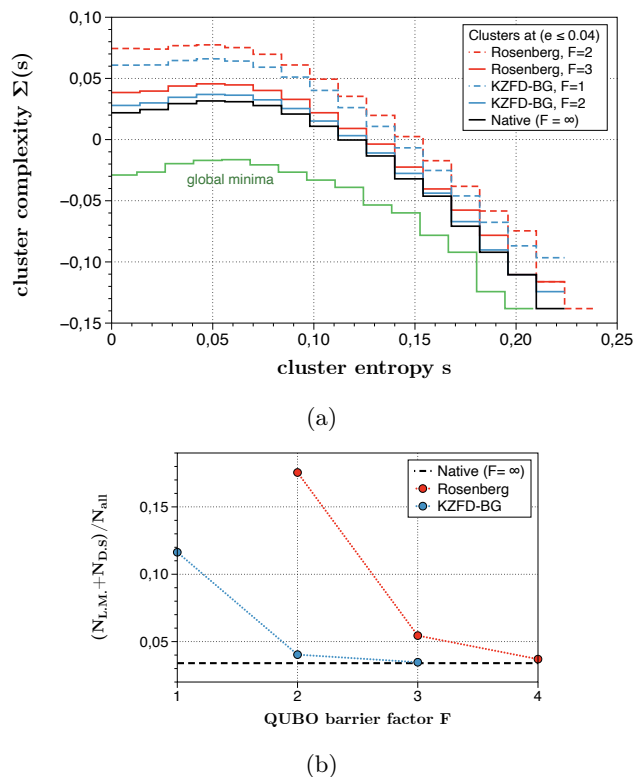 0,10
0,05
0
−0,05
−0,10
−0,15
cluster complexity Σ(s)
Clusters at (e ≤ 0.04)
Rosenberg, F=2
Rosenberg, F=3
KZFD-BG, F=1
KZFD-BG, F=2
Native (F = ∞)
global minima
0
0,05
0,10
0,15
0,20
0,25
cluster entropy s
(a)
0,15
0,10
0,05
(N_L.M.+N_D.S)/N_all
Native (F= ∞)
Rosenberg
KZFD-BG
1
2
3
4
QUBO barrier factor F
(b)